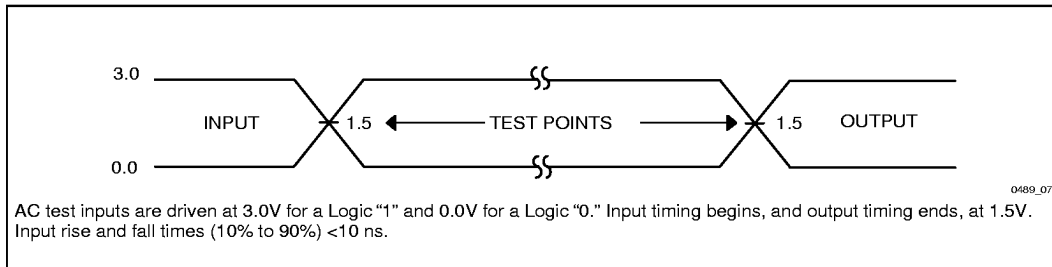 3.0
INPUT
1.5
TEST POINTS
1.5
OUTPUT
0.0
0489_07
AC test inputs are driven at 3.0V for a Logic “1” and 0.0V for a Logic “0.” Input timing begins, and output timing ends, at 1.5V.
Input rise and fall times (10% to 90%) <10 ns.